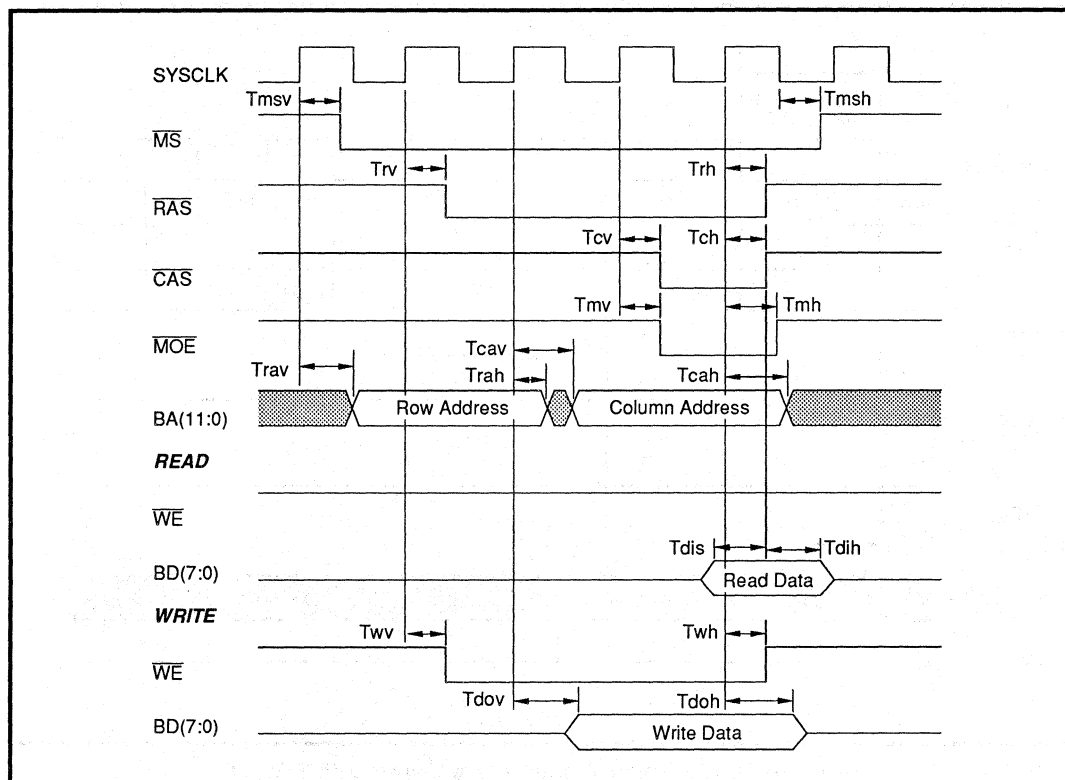 SYSCLK
Tmsv
Tmsh
MS
Trv
Trh
RAS
Tcv
Tch
CAS
Tmv
Tmh
MOE
Tcav
Trav
Trah
Tcah
BA(11:0)
Row Address
Column Address
READ
WE
Tdis
Tdih
BD(7:0)
Read Data
WRITE
Twv
Twh
WE
Tdov
Tdoh
BD(7:0)
Write Data